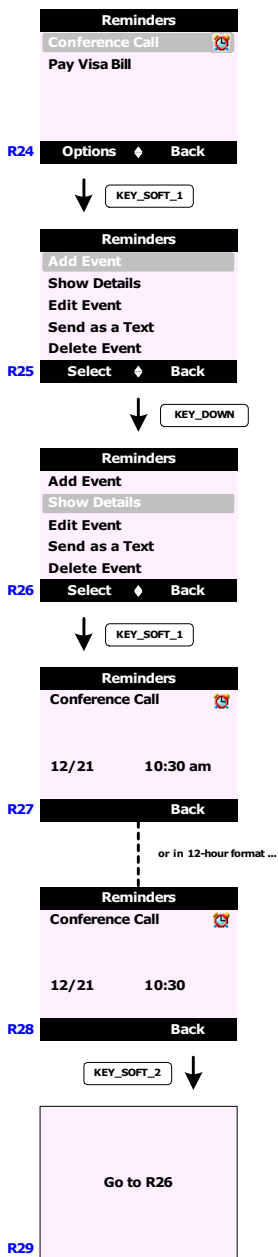 Reminders
Conference Call
Pay Visa Bill
R24 Options Back
KEY_SOFT_1
Reminders
Add Event
Show Details
Edit Event
Send as a Text
Delete Event
R25 Select Back
KEY_DOWN
Reminders
Add Event
Show Details
Edit Event
Send as a Text
Delete Event
R26 Select Back
KEY_SOFT_1
Reminders
Conference Call
12/21 10:30 am
R27 Back
or in 12-hour format ...
Reminders
Conference Call
12/21 10:30
R28 Back
KEY_SOFT_2
Go to R26
R29